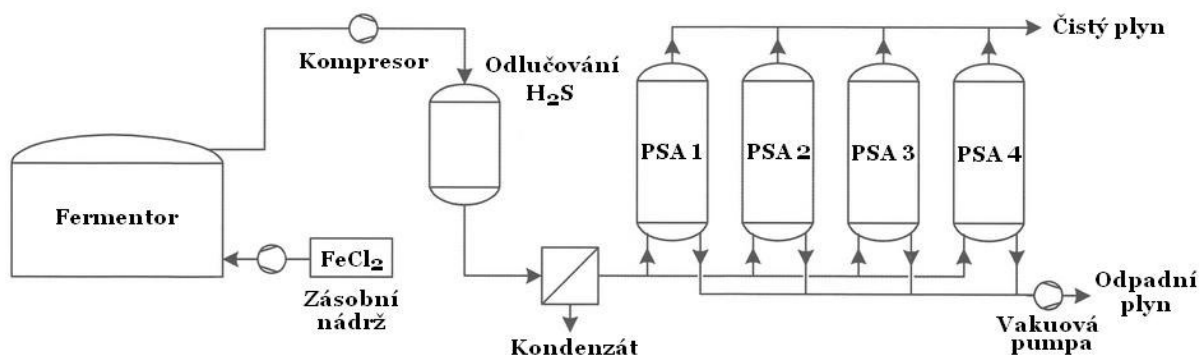 Kompresor
Odlučování
H₂S
Čistý plyn
PSA 1
PSA 2
PSA 3
PSA 4
Fermentor
FeCl₂
Zásobní
nádrž
Kondenzát
Odpadní
plyn
Vakuová
pumpa